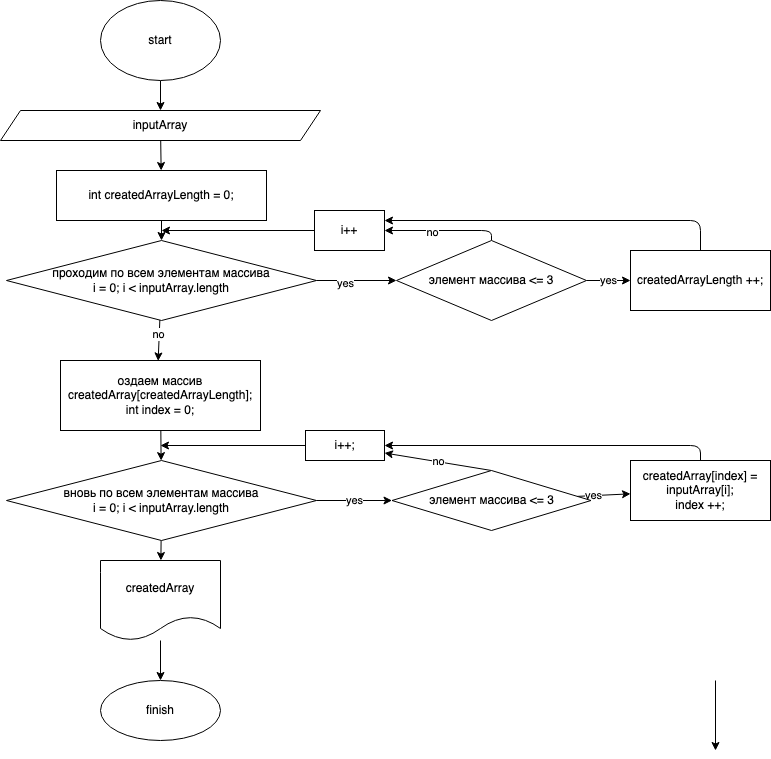 start
inputArray
int createdArrayLength = 0;
i++
no
проходим по всем элементам массива
i = 0; i < inputArray.length
yes
элемент массива <= 3
yes
createdArrayLength ++;
no
оздаем массив
createdArray[createdArrayLength];
int index = 0;
i++;
no
вновь по всем элементам массива
i = 0; i < inputArray.length
yes
элемент массива <= 3
yes
createdArray[index] =
inputArray[i];
index ++;
createdArray
finish